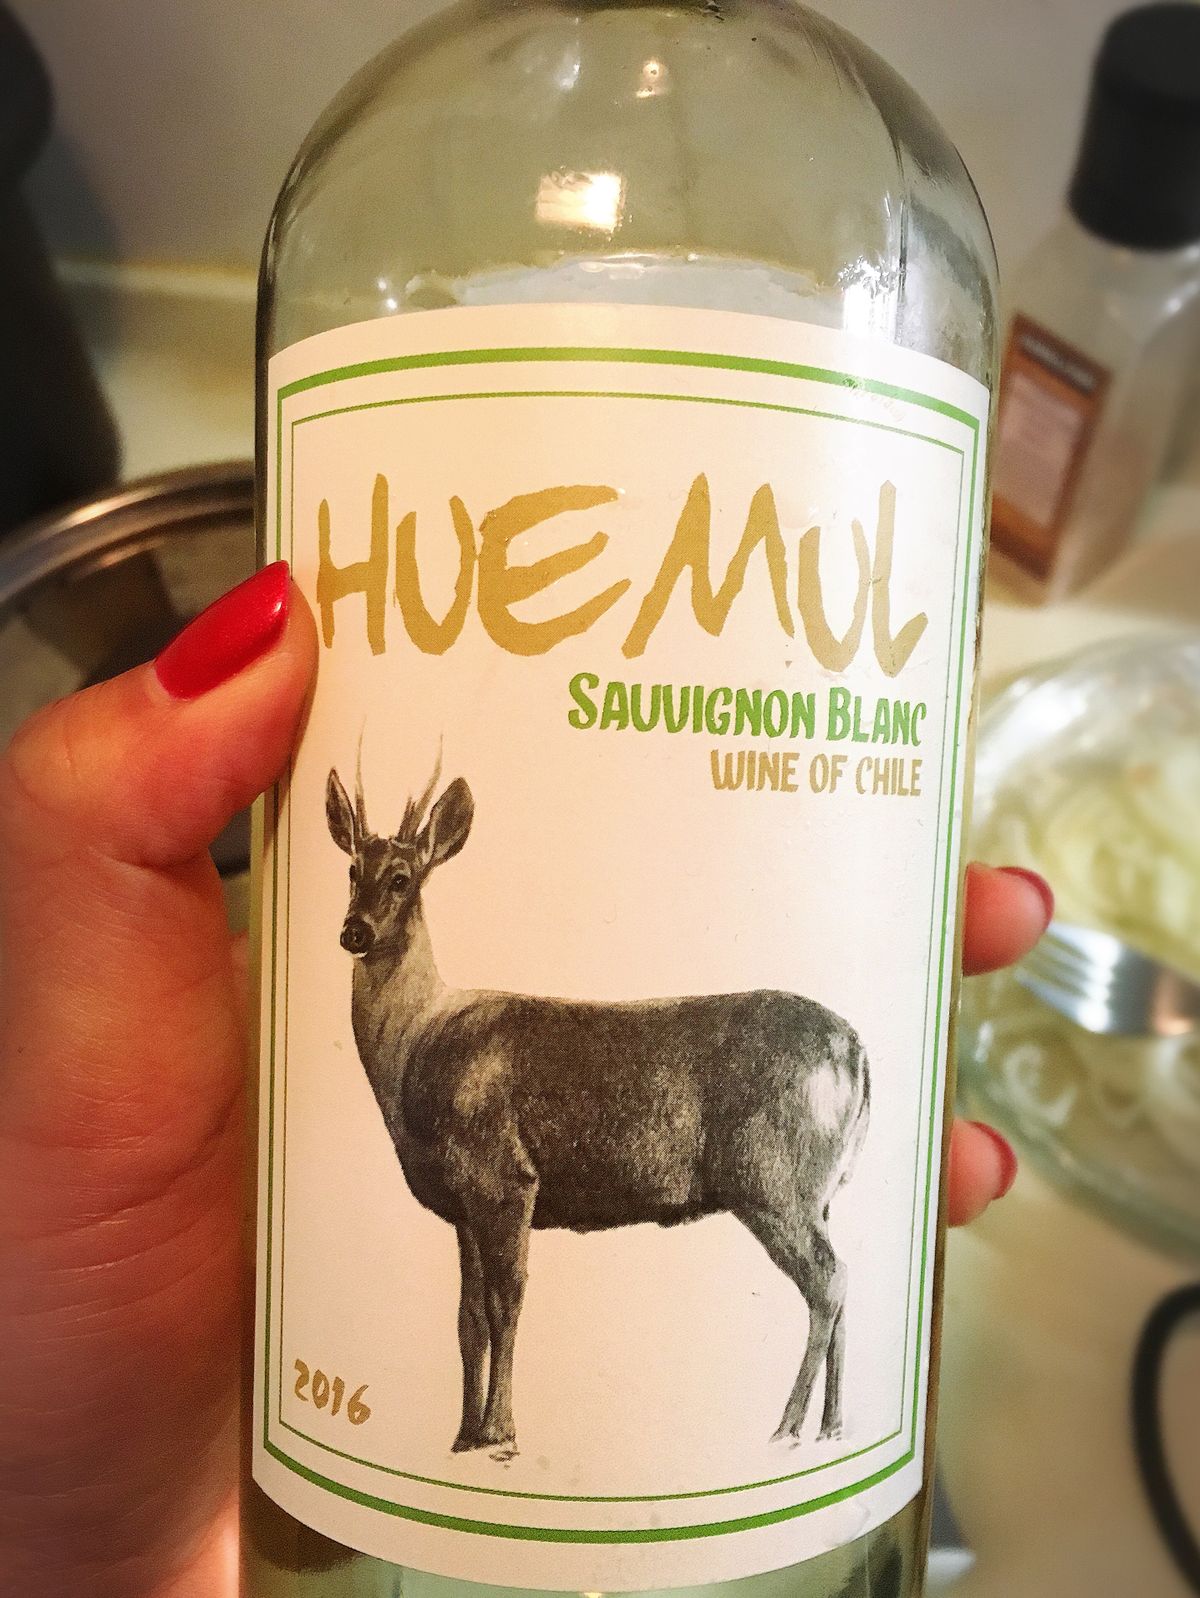 HUEMUL
SAUVIGNON BLANC
WINE OF CHILE
2016